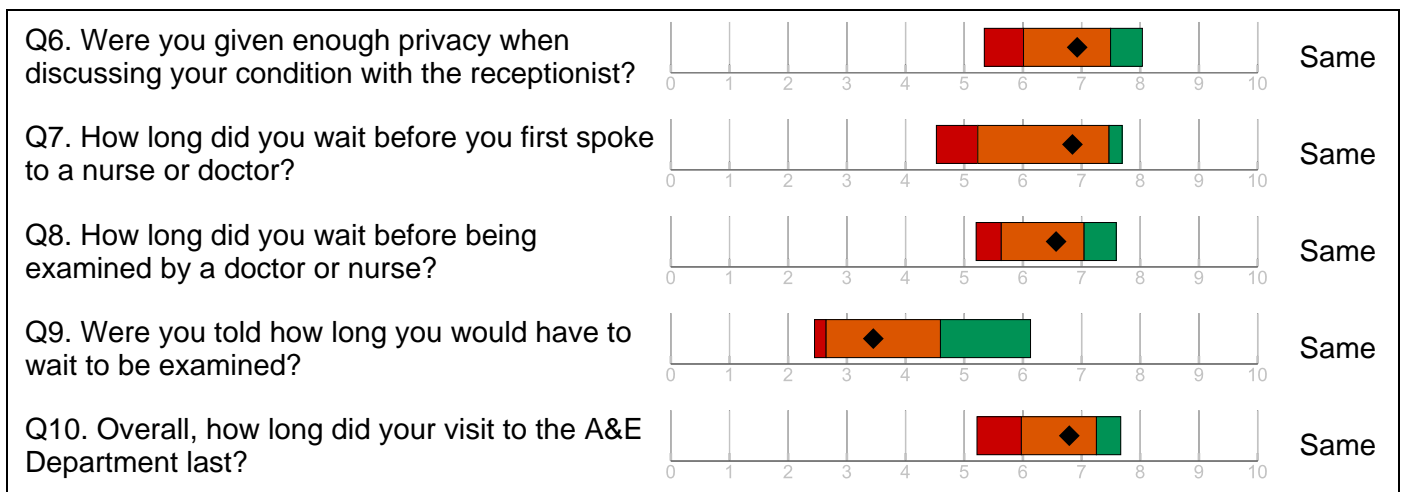 Q6. Were you given enough privacy when
discussing your condition with the receptionist?
0 1 2 3 4 5 6 7 8 9 10
Same
Q7. How long did you wait before you first spoke
to a nurse or doctor?
0 1 2 3 4 5 6 7 8 9 10
Same
Q8. How long did you wait before being
examined by a doctor or nurse?
0 1 2 3 4 5 6 7 8 9 10
Same
Q9. Were you told how long you would have to
wait to be examined?
0 1 2 3 4 5 6 7 8 9 10
Same
Q10. Overall, how long did your visit to the A&E
Department last?
0 1 2 3 4 5 6 7 8 9 10
Same